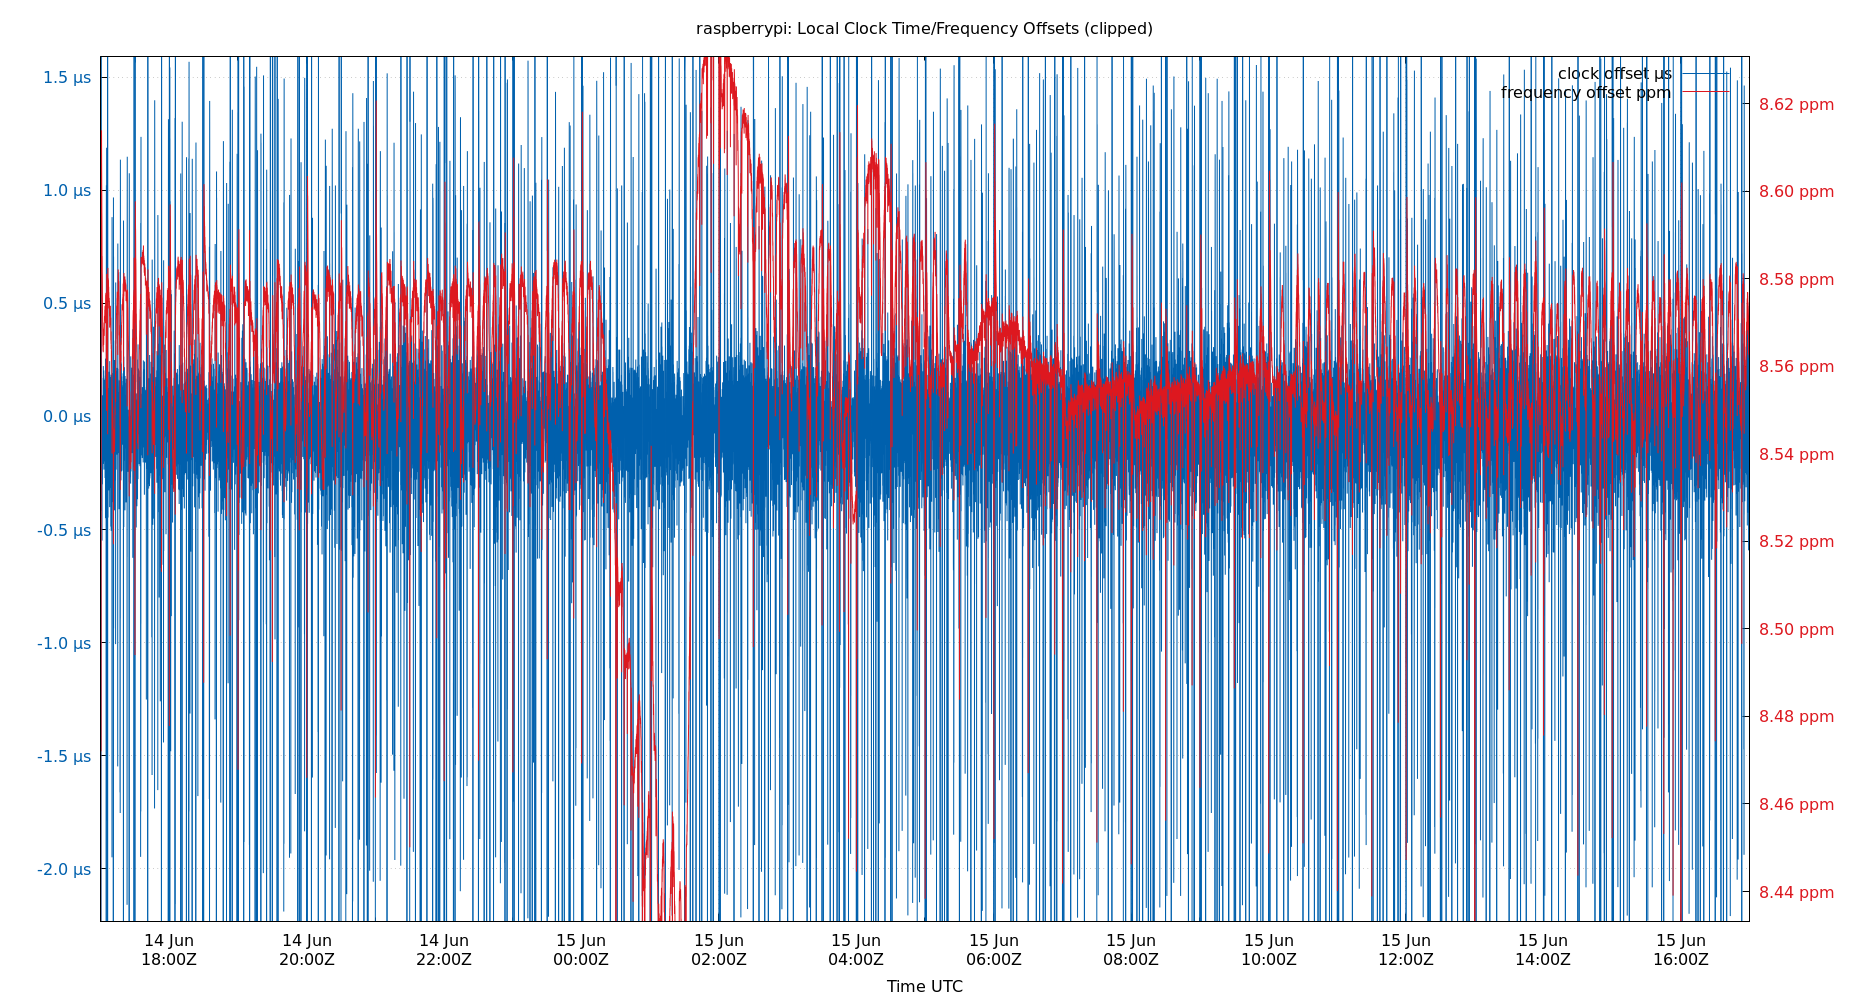 raspberrypi: Local Clock Time/Frequency Offsets (clipped)
clock offset µs
frequency offset ppm
1.5 µs
1.0 µs
0.5 µs
0.0 µs
-0.5 µs
-1.0 µs
-1.5 µs
-2.0 µs
8.62 ppm
8.60 ppm
8.58 ppm
8.56 ppm
8.54 ppm
8.52 ppm
8.50 ppm
8.48 ppm
8.46 ppm
8.44 ppm
14 Jun 14 Jun 14 Jun 15 Jun 15 Jun 15 Jun 15 Jun 15 Jun 15 Jun 15 Jun 15 Jun 15 Jun
18:00Z 20:00Z 22:00Z 00:00Z 02:00Z 04:00Z 06:00Z 08:00Z 10:00Z 12:00Z 14:00Z 16:00Z
Time UTC